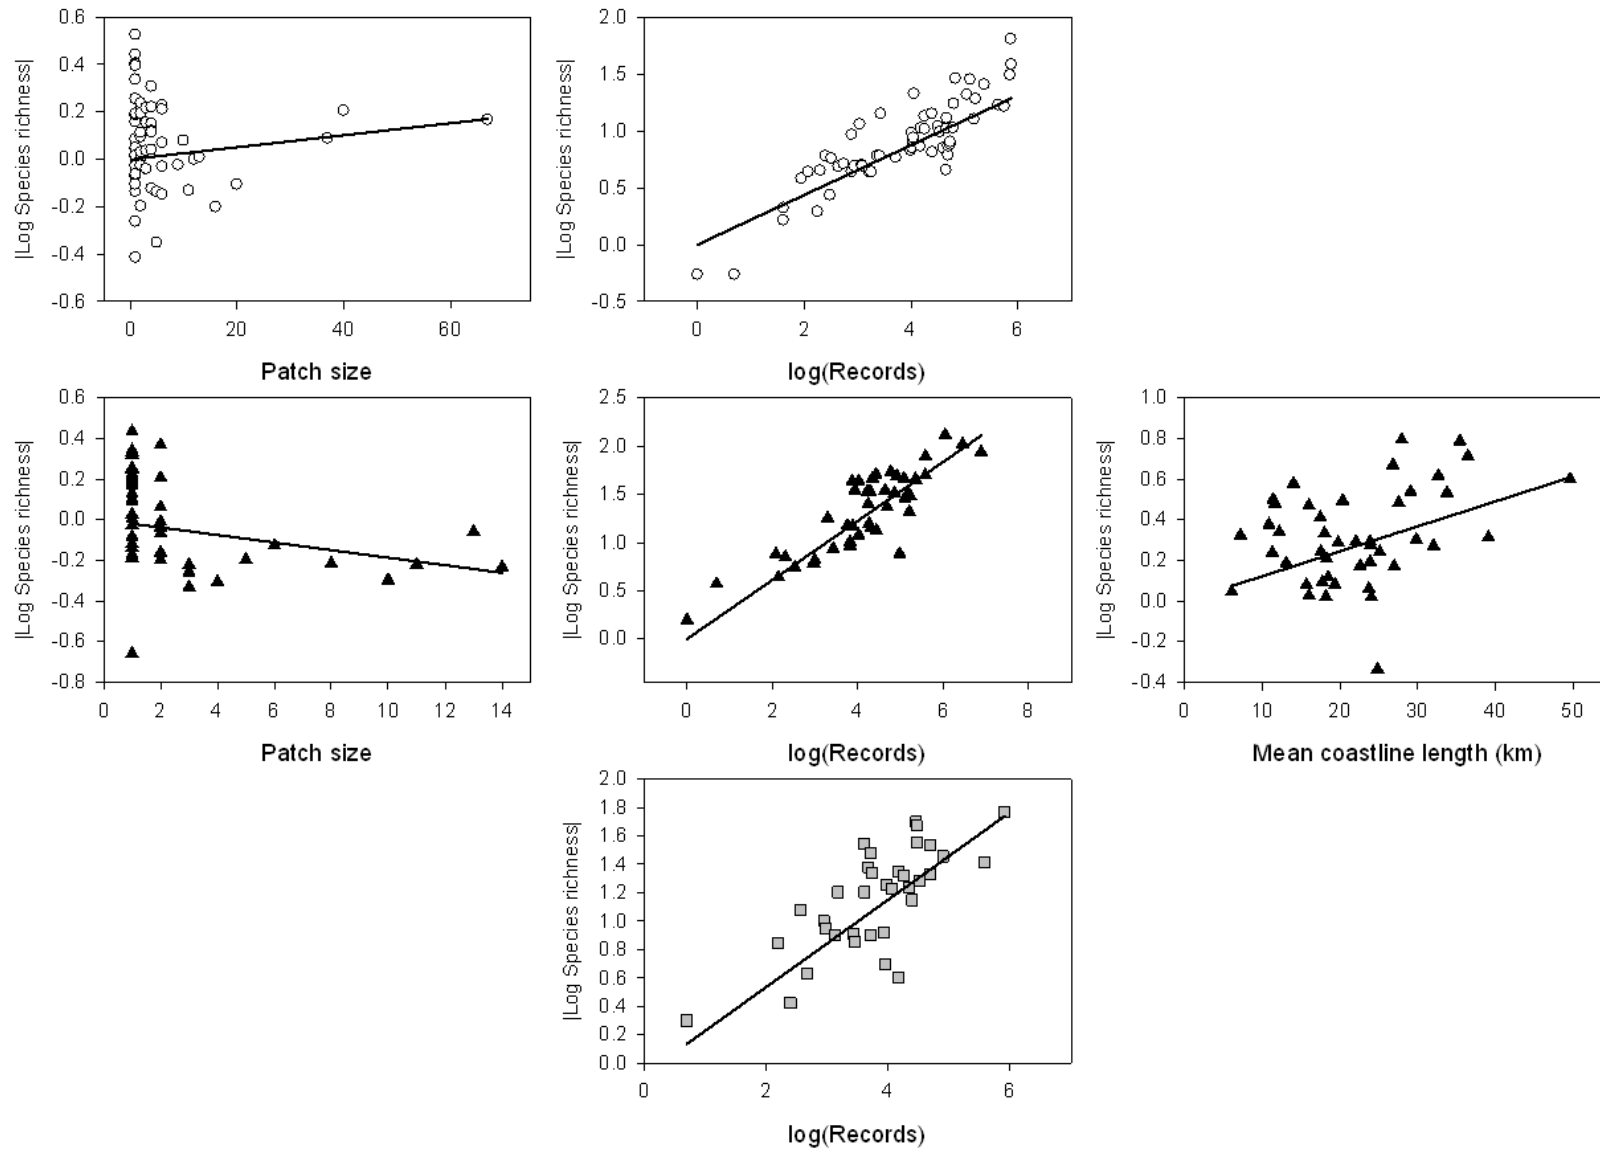 |Log Species richness|
0.6
0.4
0.2
0.0
-0.2
-0.4
-0.6
0 20 40 60
Patch size
|Log Species richness|
2.0
1.5
1.0
0.5
0.0
-0.5
0 2 4 6
log(Records)
|Log Species richness|
0.6
0.4
0.2
0.0
-0.2
-0.4
-0.6
-0.8
0 2 4 6 8 10 12 14
Patch size
|Log Species richness|
2.5
2.0
1.5
1.0
0.5
0.0
0 2 4 6 8
log(Records)
|Log Species richness|
1.0
0.8
0.6
0.4
0.2
0.0
-0.2
-0.4
0 10 20 30 40 50
Mean coastline length (km)
|Log Species richness|
2.0
1.8
1.6
1.4
1.2
1.0
0.8
0.6
0.4
0.2
0.0
0 2 4 6
log(Records)